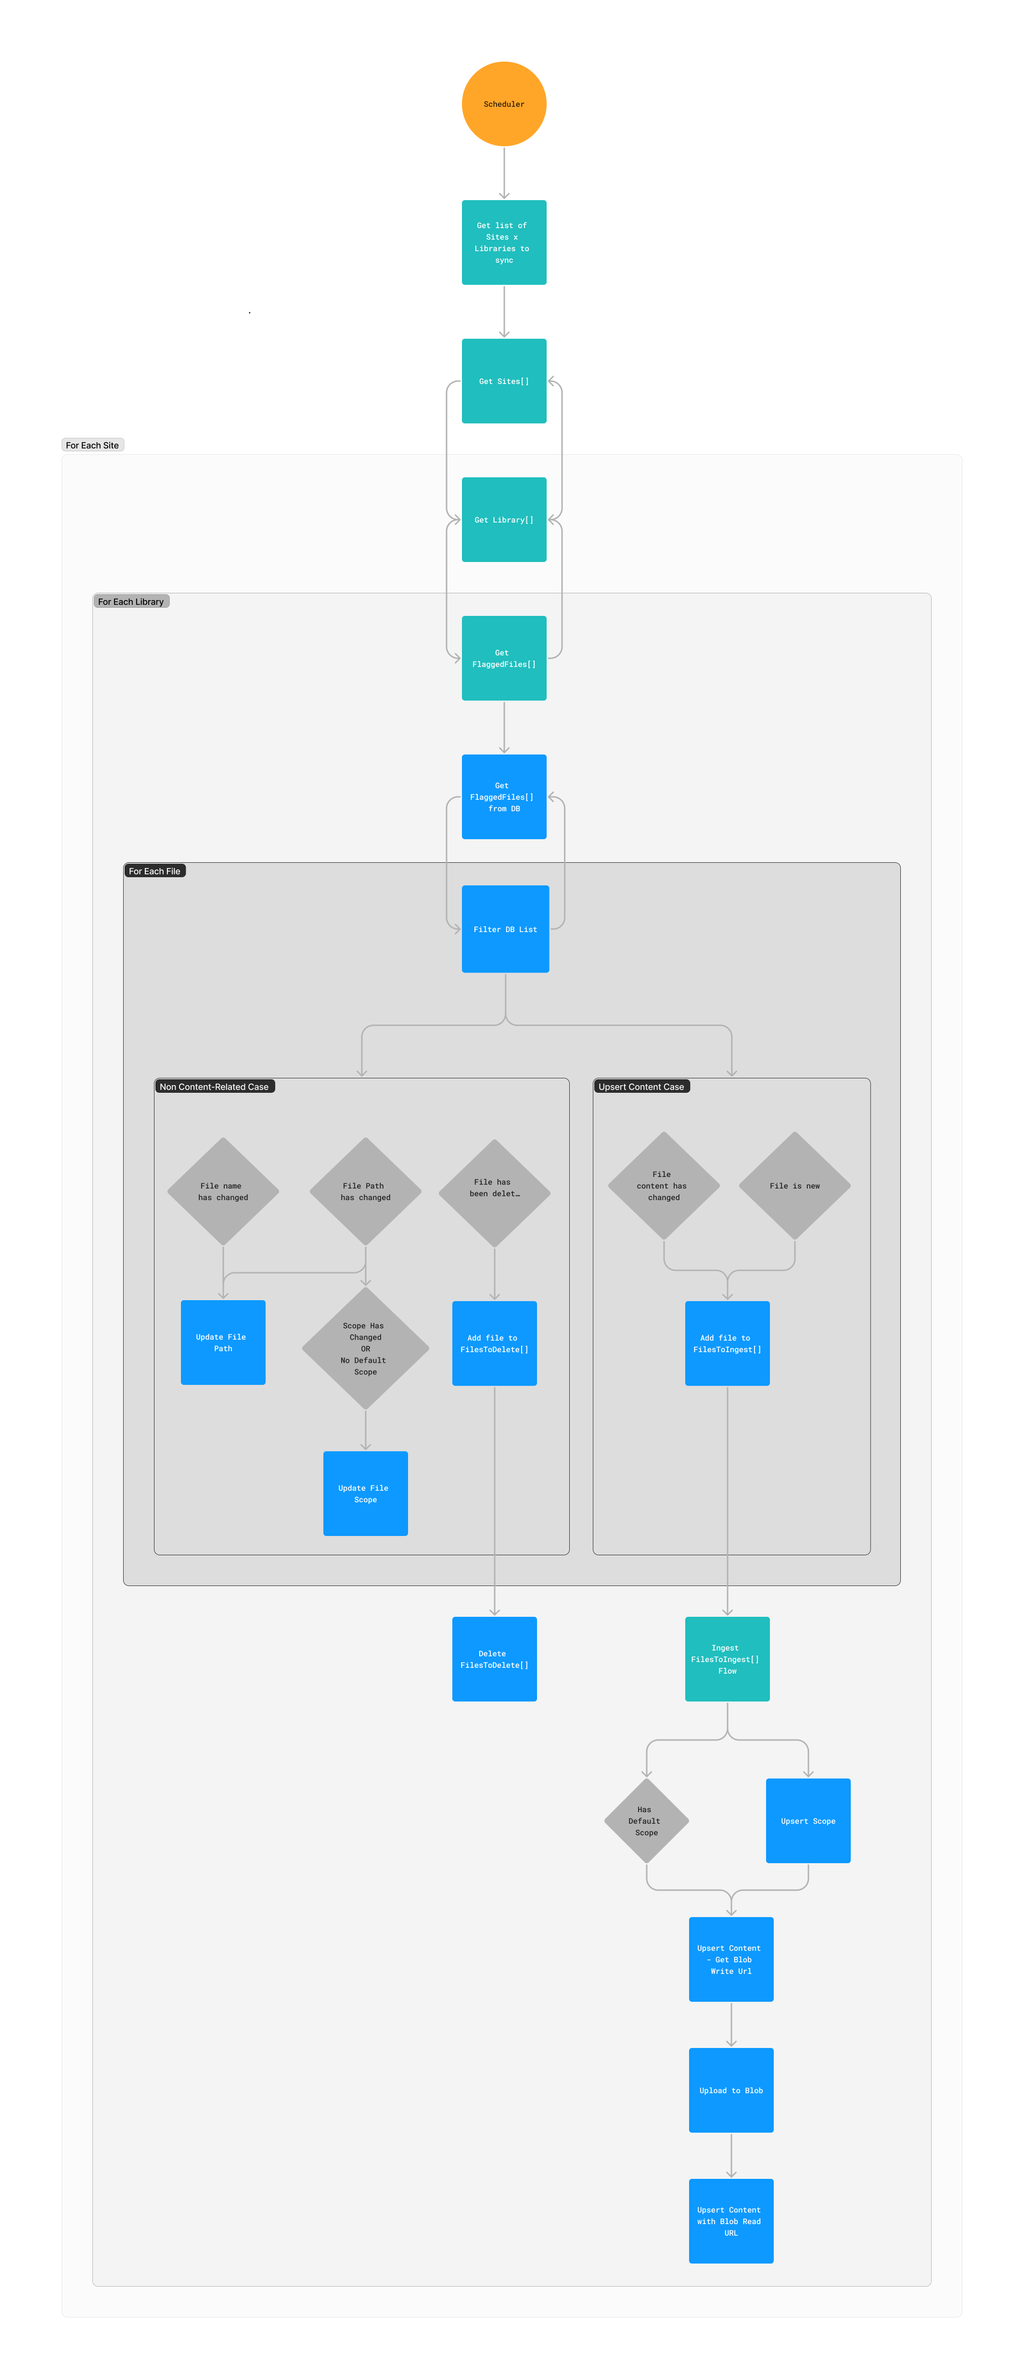 Scheduler
Get list of
Sites x
Libraries to
sync
Get Sites[]
For Each Site
Get Library[]
For Each Library
Get
FlaggedFiles[]
Get
FlaggedFiles[]
from DB
For Each File
Filter DB List
Non Content-Related Case
Upsert Content Case
File name
has changed
File Path
has changed
File has
been delet…
File
content has
changed
File is new
Update File
Path
Scope Has
Changed
OR
No Default
Scope
Add file to
FilesToDelete[]
Add file to
FilesToIngest[]
Update File
Scope
Delete
FilesToDelete[]
Ingest
FilesToIngest[]
Flow
Has
Default
Scope
Upsert Scope
Upsert Content
- Get Blob
Write Url
Upload to Blob
Upsert Content
with Blob Read
URL